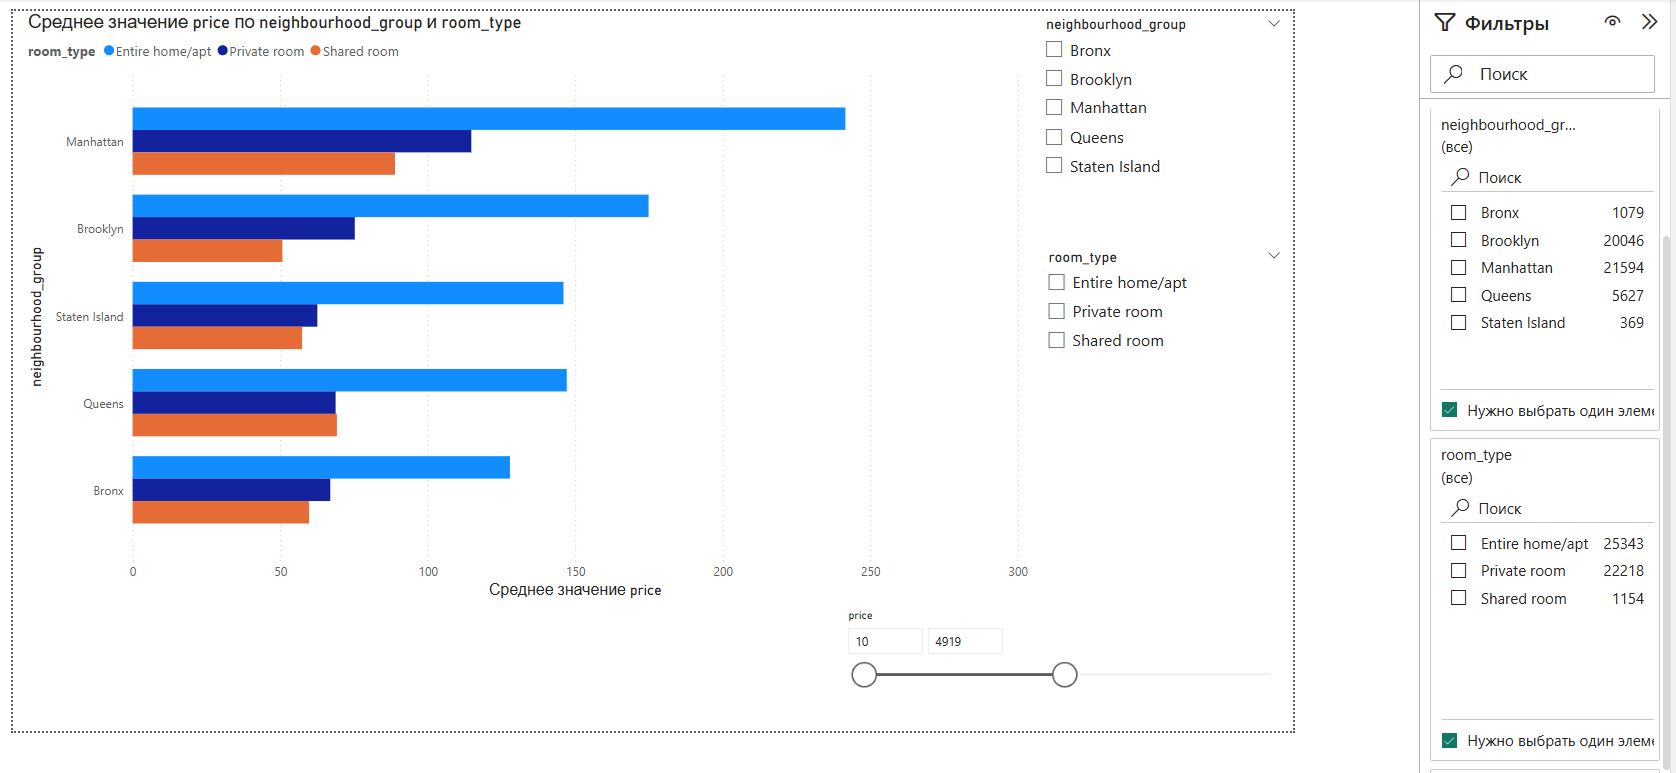 Среднее значение price по neighbourhood_group и room_type
room_type Entire home/apt Private room Shared room
neighbourhood_group
Manhattan
Brooklyn
Staten Island
Queens
Bronx
0 50 100 150 200 250 300
Среднее значение price
neighbourhood_group
Bronx
Brooklyn
Manhattan
Queens
Staten Island
room_type
Entire home/apt
Private room
Shared room
price
10 4919
Фильтры
Поиск
neighbourhood_gr...
(все)
Поиск
Bronx 1079
Brooklyn 20046
Manhattan 21594
Queens 5627
Staten Island 369
Нужно выбрать один элеме
room_type
(все)
Поиск
Entire home/apt 25343
Private room 22218
Shared room 1154
Нужно выбрать один элеме